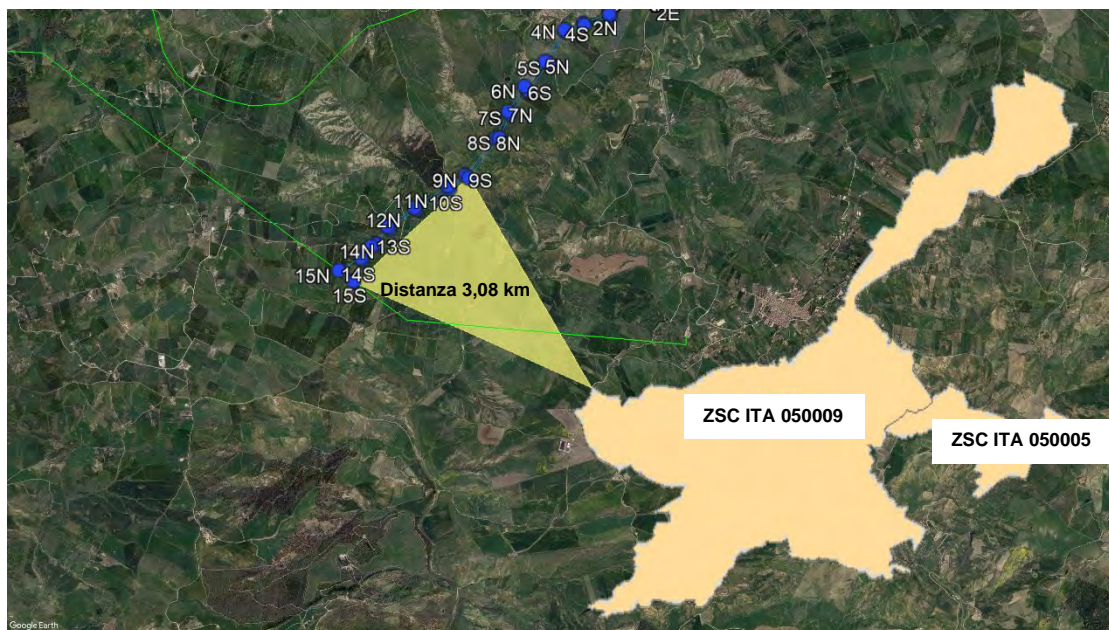 2E
4N 4S 2N
5S 5N
6N 6S
7S 7N
8S 8N
9N 9S
11N 10S
12N
14N 13S
15N 14S
15S
Distanza 3,08 km
ZSC ITA 050009
ZSC ITA 050005
Google Earth